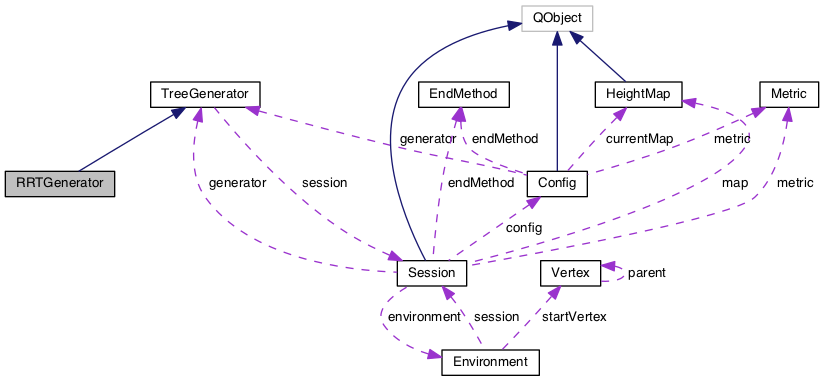 QObject
TreeGenerator
EndMethod
HeightMap
Metric
generator
endMethod
currentMap
metric
RRTGenerator
generator
session
endMethod
Config
map
metric
config
Session
Vertex
parent
environment
session
startVertex
Environment